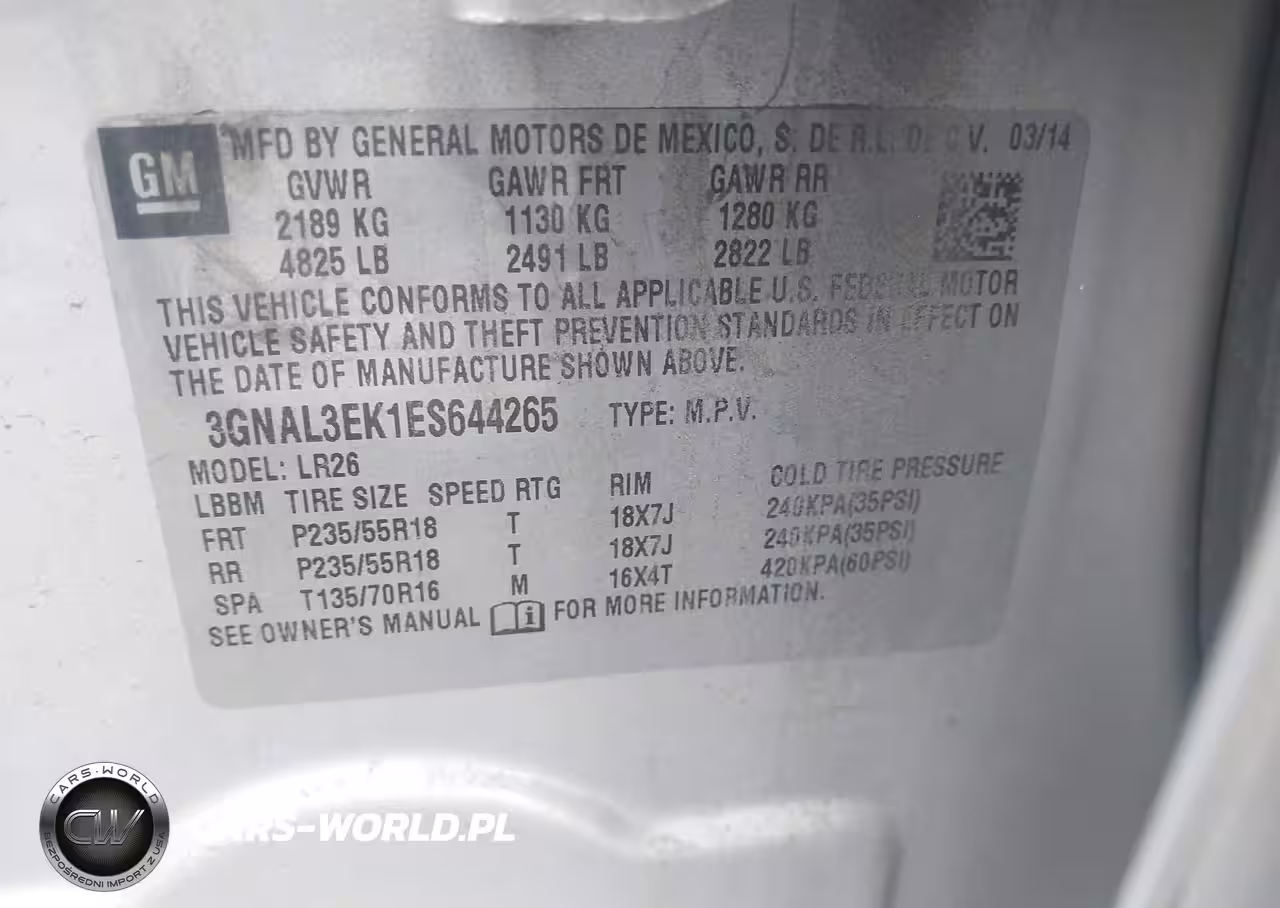 GM
MFD BY GENERAL MOTORS DE MEXICO, S. DE R.L. DE C V. 03/14
GVWR GAWR FRT GAWR RR
2189 KG 1130 KG 1280 KG
4825 LB 2491 LB 2822 LB
THIS VEHICLE CONFORMS TO ALL APPLICABLE U.S. FEDERAL MOTOR
VEHICLE SAFETY AND THEFT PREVENTION STANDARDS IN EFFECT ON
THE DATE OF MANUFACTURE SHOWN ABOVE.
3GNAL3EK1ES644265 TYPE: M.P.V.
MODEL: LR26
LBBM TIRE SIZE SPEED RTG RIM COLD TIRE PRESSURE
FRT P235/55R18 T 18X7J 240KPA(35PSI)
RR P235/55R18 T 18X7J 240KPA(35PSI)
SPA T135/70R16 M 16X4T 420KPA(60PSI)
SEE OWNER'S MANUAL i FOR MORE INFORMATION.
CARS-WORLD
CW
BEZPOŚREDNI IMPORT Z USA
CARS-WORLD.PL